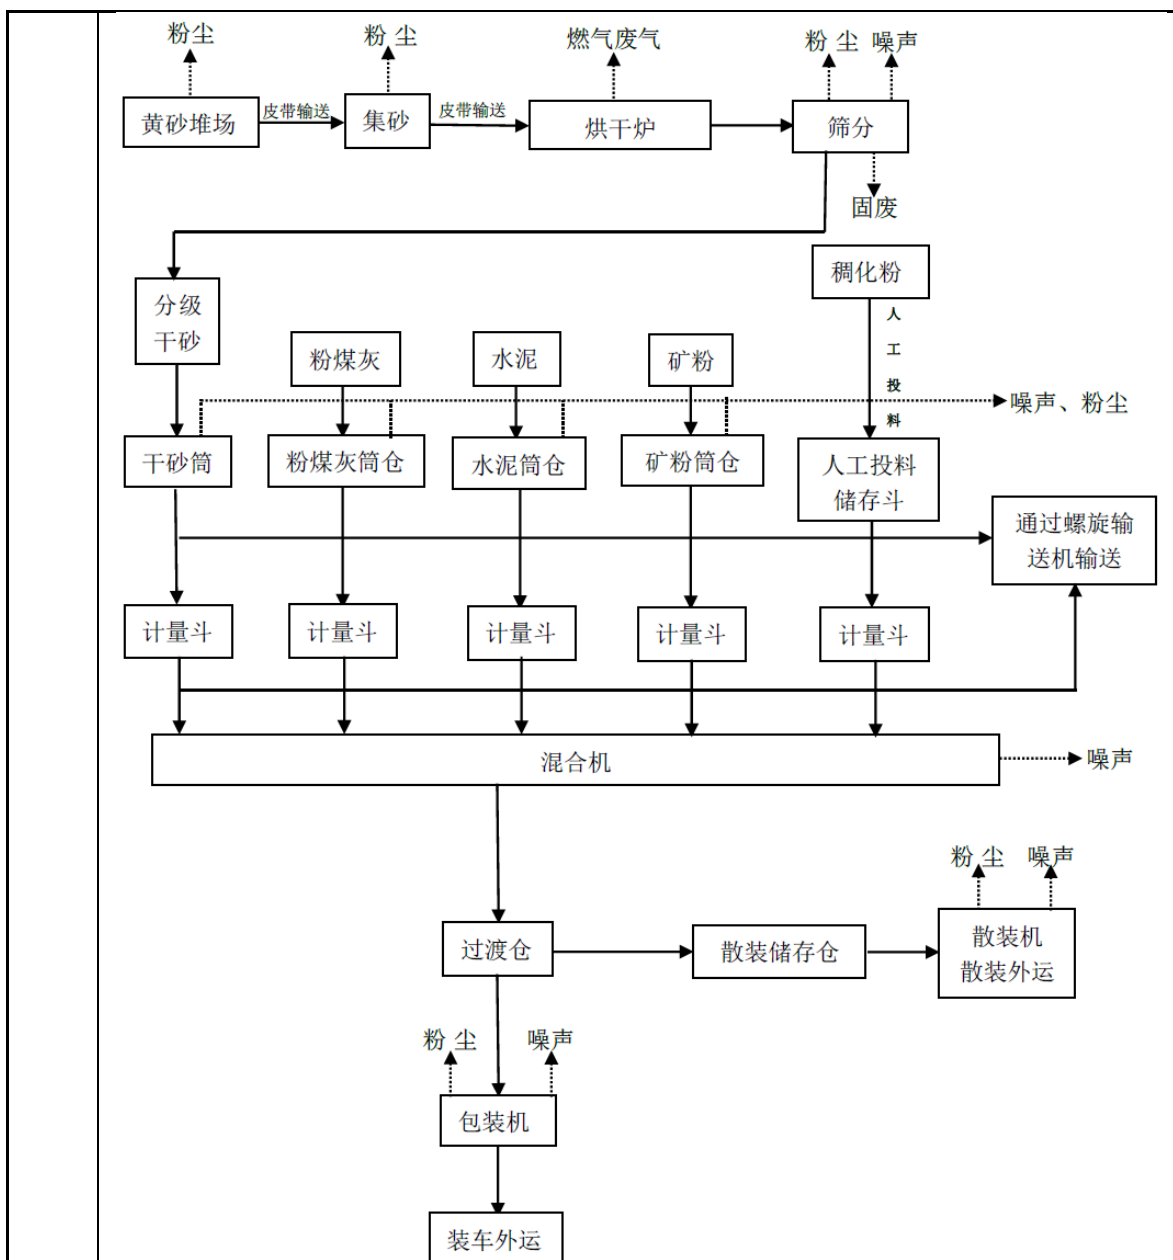 粉尘
粉 尘
燃气废气
粉 尘
噪声
黄砂堆场
皮带输送
集砂
皮带输送
烘干炉
筛分
固废
稠化粉
分级
干砂
人
工
投
料
粉煤灰
水泥
矿粉
噪声、粉尘
干砂筒
粉煤灰筒仓
水泥筒仓
矿粉筒仓
人工投料
储存斗
通过螺旋输
送机输送
计量斗
计量斗
计量斗
计量斗
计量斗
混合机
噪声
粉 尘
噪声
过渡仓
散装储存仓
散装机
散装外运
粉 尘
噪声
包装机
装车外运